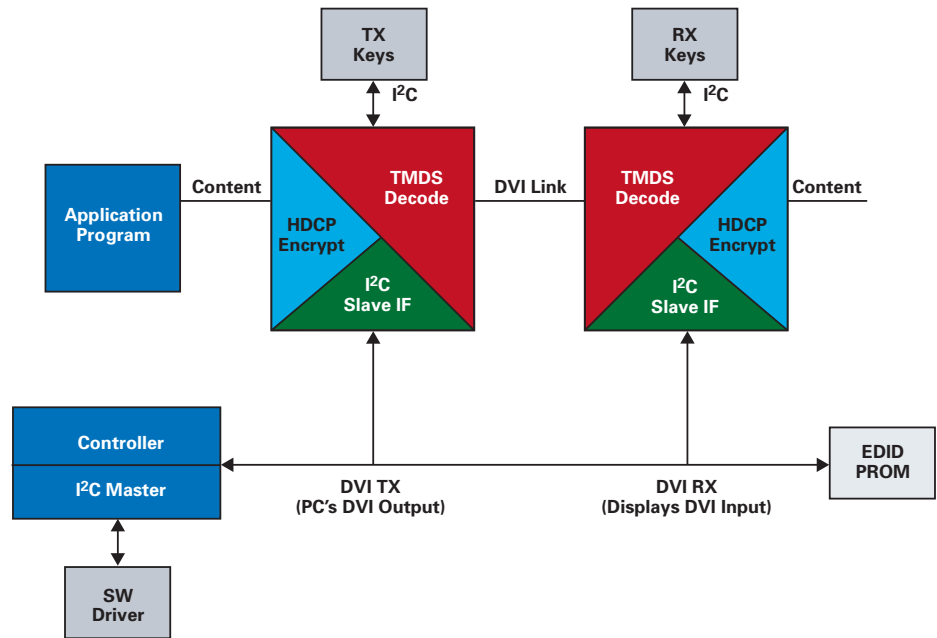 TX
Keys
I²C
RX
Keys
I²C
Application
Program
Content
HDCP
Encrypt
TMDS
Decode
I²C
Slave IF
DVI Link
TMDS
Decode
HDCP
Encrypt
I²C
Slave IF
Content
Controller
I²C Master
DVI TX
(PC's DVI Output)
DVI RX
(Displays DVI Input)
EDID
PROM
SW
Driver